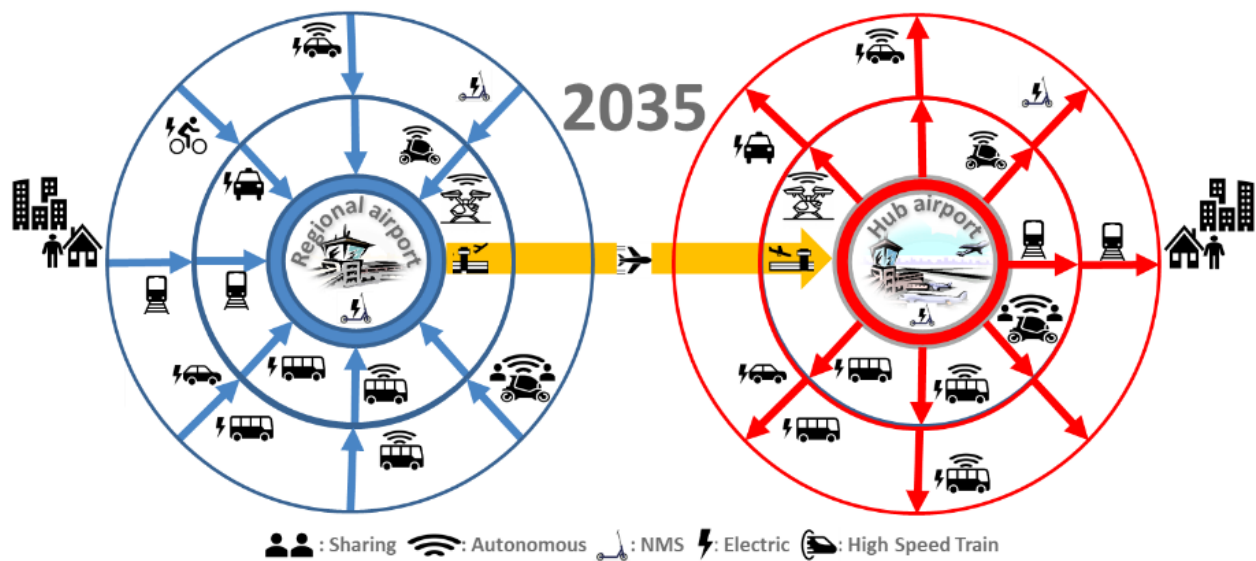 2035
Regional airport
Hub airport
: Sharing
: Autonomous
: NMS
: Electric
: High Speed Train